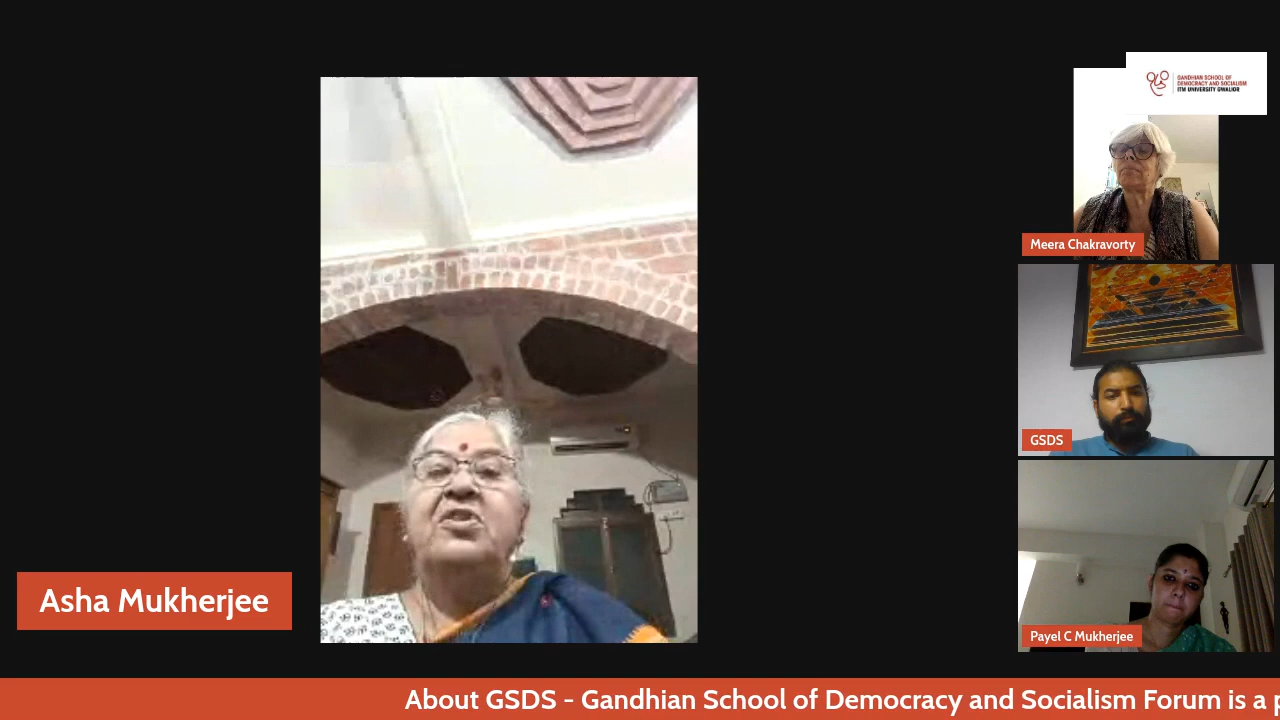 GANDHIAN SCHOOL OF
DEMOCRACY AND SOCIALISM
ITM UNIVERSITY GWALIOR
Meera Chakravorty
GSDS
Asha Mukherjee
Payel C Mukherjee
About GSDS - Gandhian School of Democracy and Socialism Forum is a